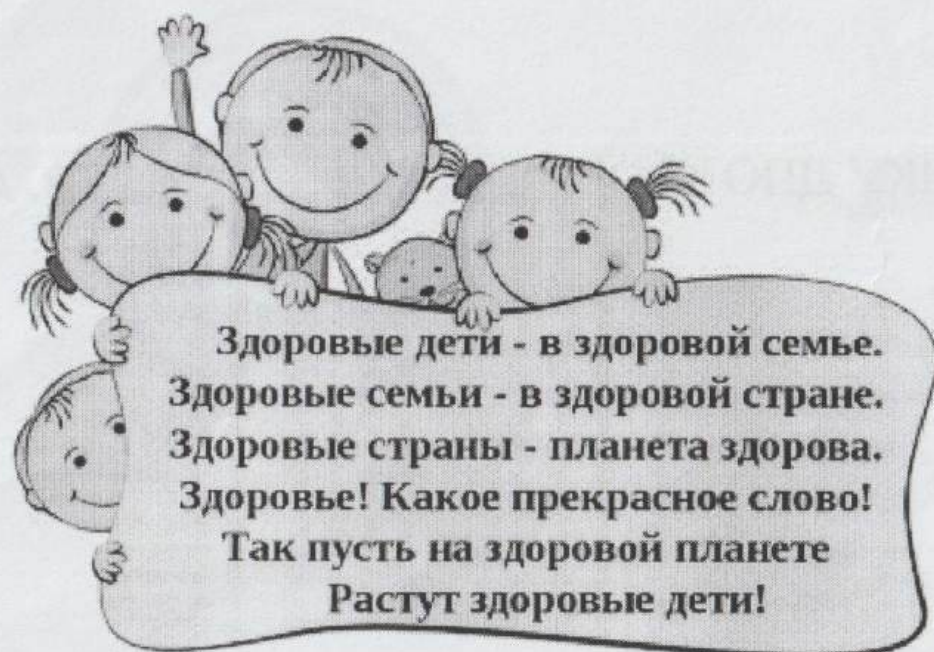 Здоровые дети - в здоровой семье.
Здоровые семьи - в здоровой стране.
Здоровые страны - планета здорова.
Здоровье! Какое прекрасное слово!
Так пусть на здоровой планете
Растут здоровые дети!